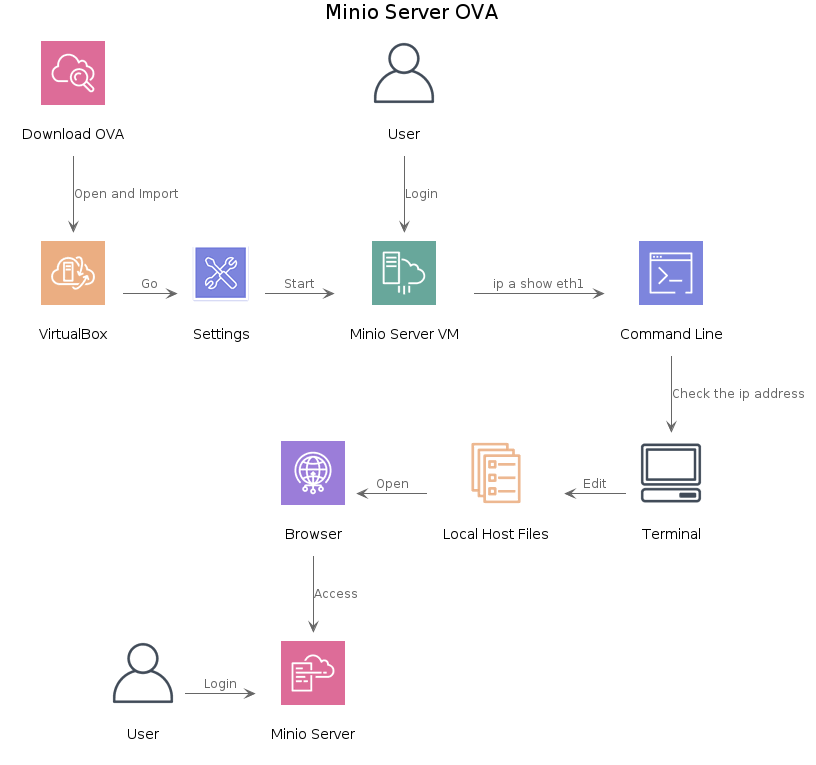 Minio Server OVA
Download OVA
User
Open and Import
Login
Go
Start
ip a show eth1
VirtualBox
Settings
Minio Server VM
Command Line
Check the ip address
Open
Edit
Browser
Local Host Files
Terminal
Access
Login
User
Minio Server